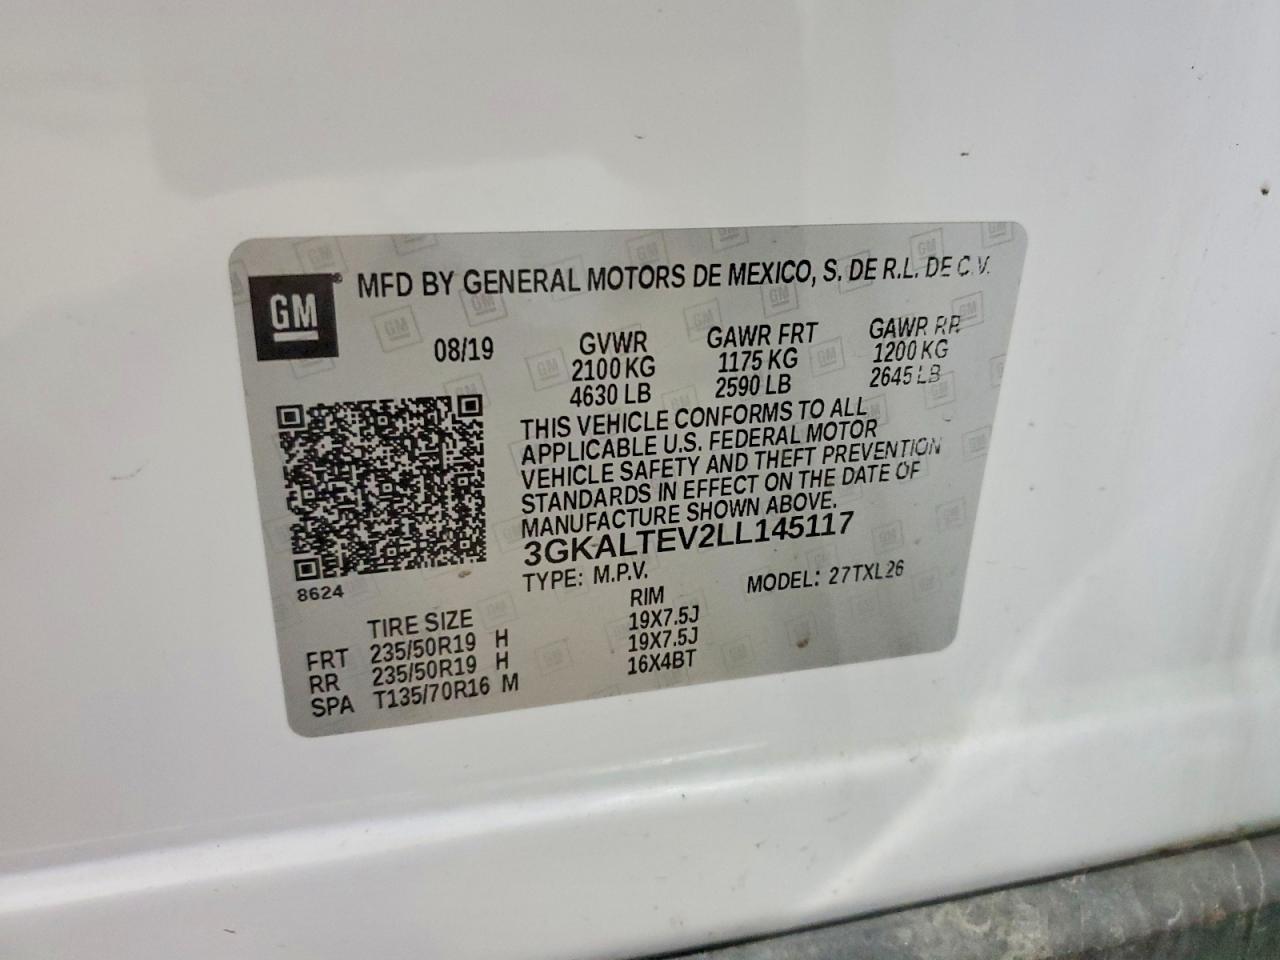 GM
MFD BY GENERAL MOTORS DE MEXICO, S. DE R.L. DE C.V.
08/19 GVWR GAWR FRT GAWR RR
2100 KG 1175 KG 1200 KG
4630 LB 2590 LB 2645 LB
THIS VEHICLE CONFORMS TO ALL
APPLICABLE U.S. FEDERAL MOTOR
VEHICLE SAFETY AND THEFT PREVENTION
STANDARDS IN EFFECT ON THE DATE OF
MANUFACTURE SHOWN ABOVE.
3GKALTEV2LL145117
8624
TYPE: M.P.V. MODEL: 27TXL26
TIRE SIZE RIM
FRT 235/50R19 H 19X7.5J
RR 235/50R19 H 19X7.5J
SPA T135/70R16 M 16X4BT